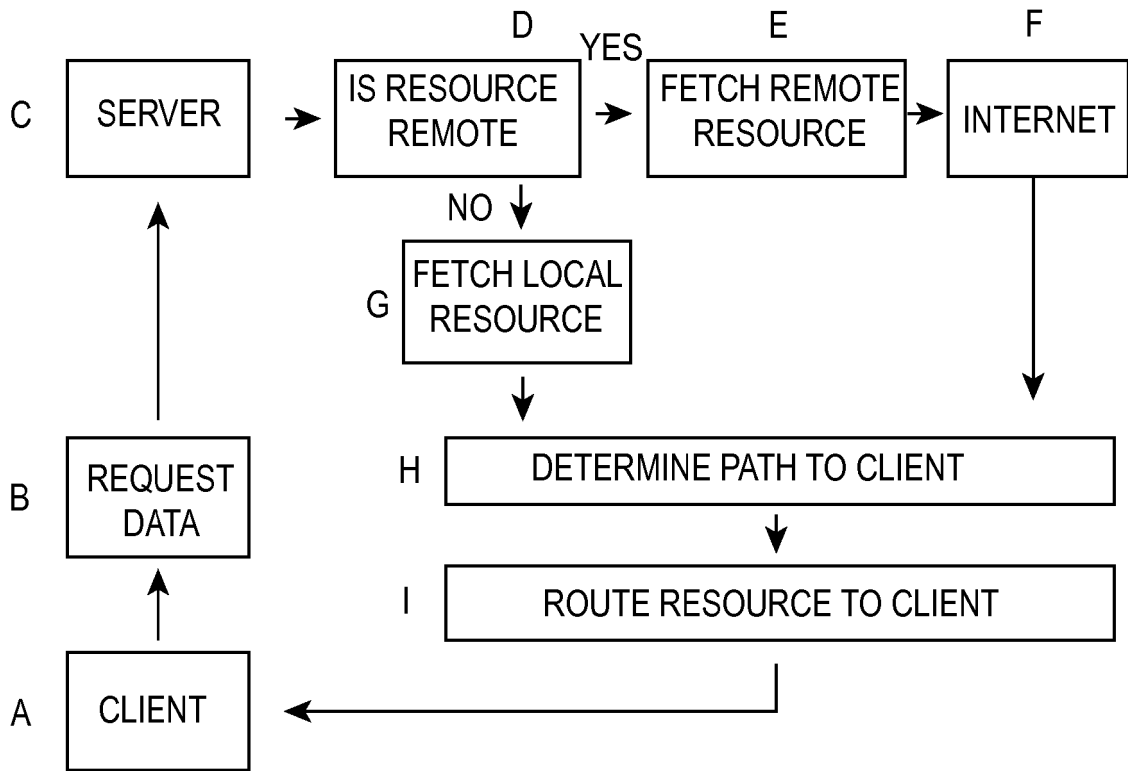 D
E
F
YES
C
SERVER
IS RESOURCE
REMOTE
FETCH REMOTE
RESOURCE
INTERNET
NO
G
FETCH LOCAL
RESOURCE
B
REQUEST
DATA
H
DETERMINE PATH TO CLIENT
I
ROUTE RESOURCE TO CLIENT
A
CLIENT